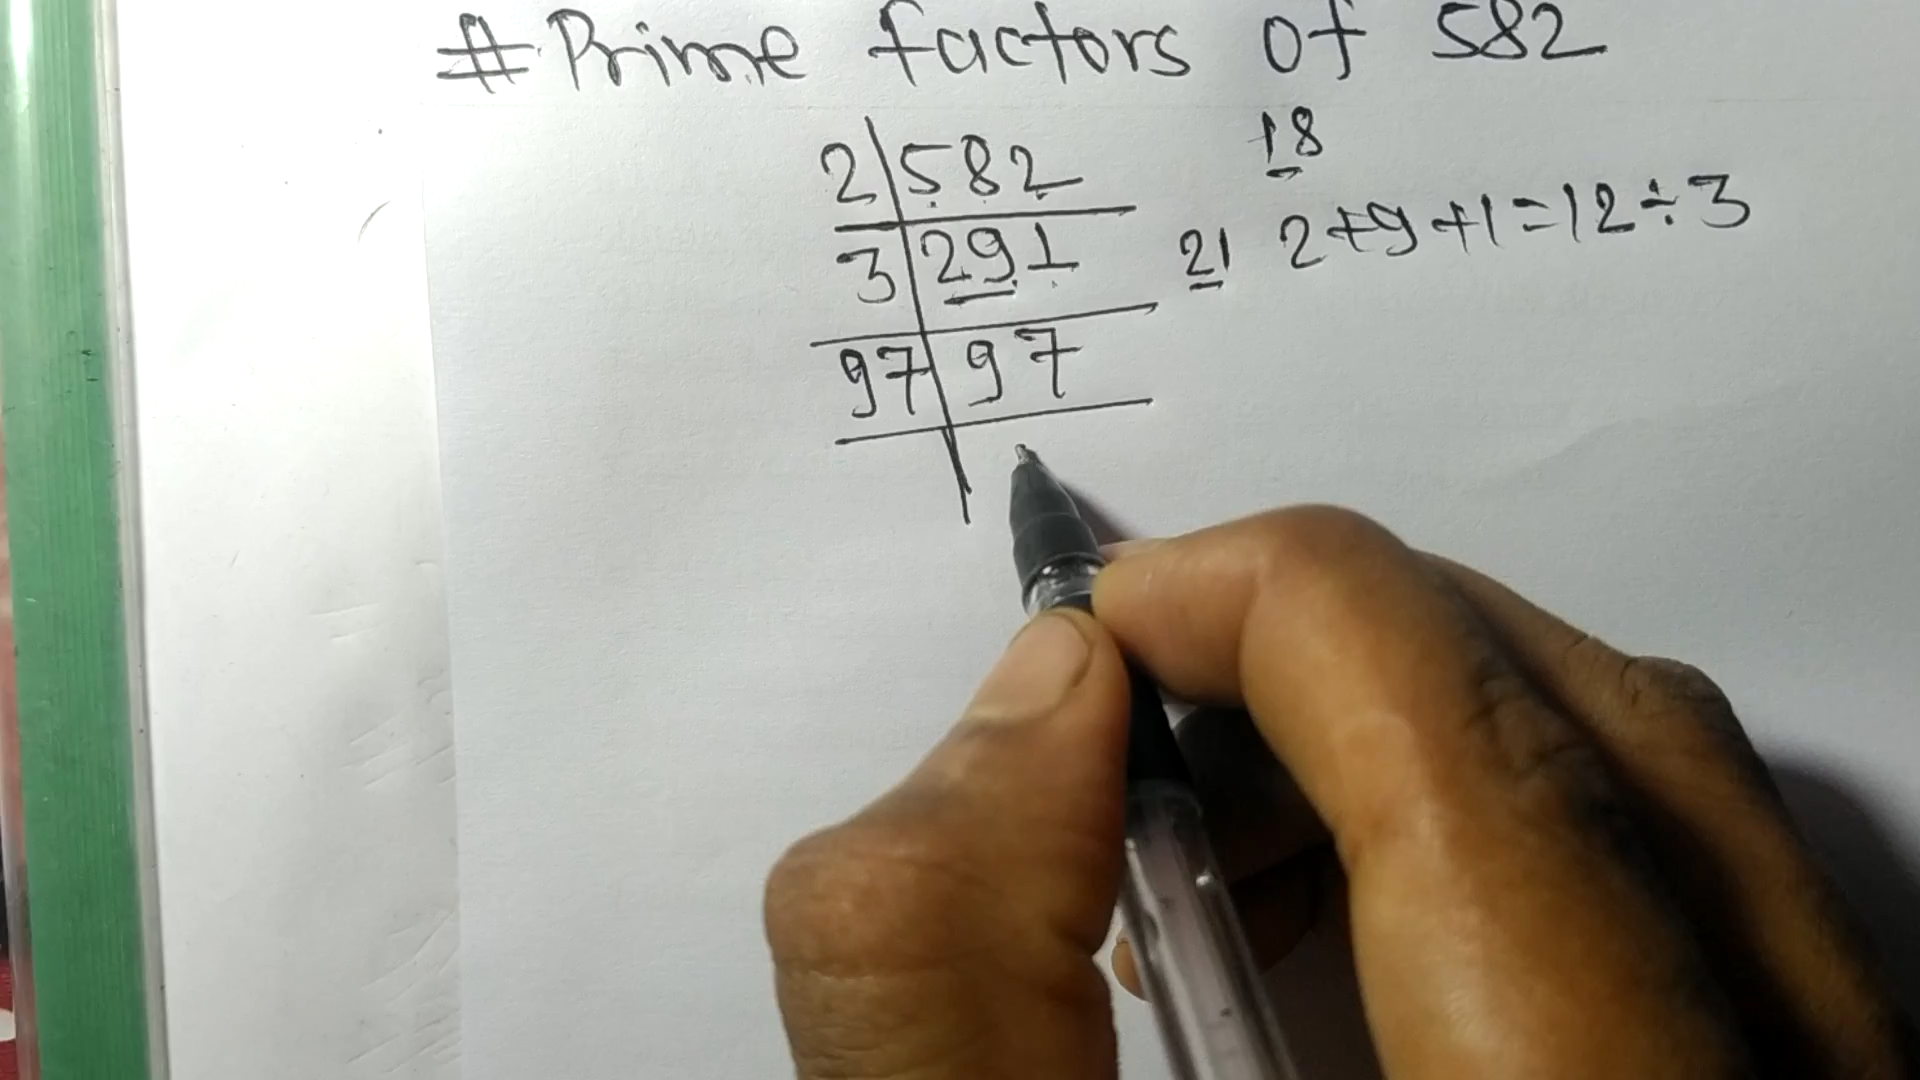 # Prime factors of 582
18
2 582
2+9+1=12÷3
3 291 21
97 97